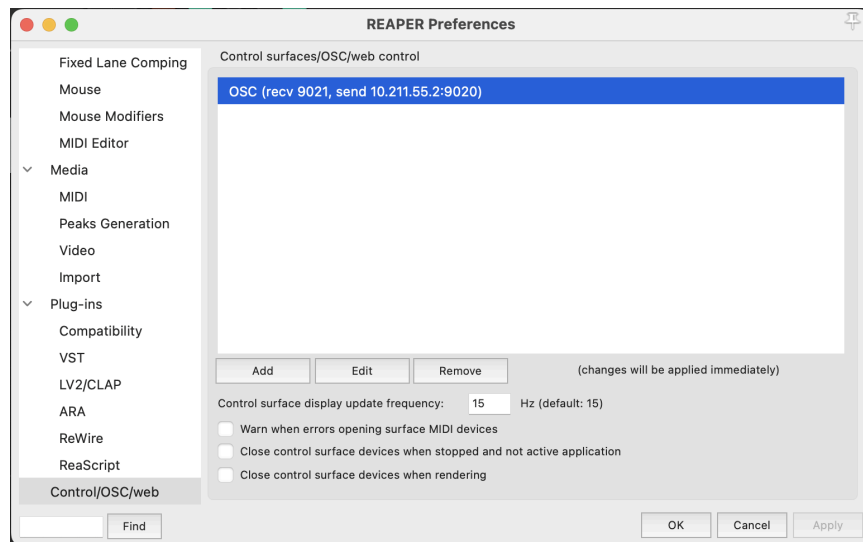 REAPER Preferences
Fixed Lane Comping
Mouse
Mouse Modifiers
MIDI Editor
Media
MIDI
Peaks Generation
Video
Import
Plug-ins
Compatibility
VST
LV2/CLAP
ARA
ReWire
ReaScript
Control/OSC/web
Find
Control surfaces/OSC/web control
OSC (recv 9021, send 10.211.55.2:9020)
Add Edit Remove (changes will be applied immediately)
Control surface display update frequency: 15 Hz (default: 15)
Warn when errors opening surface MIDI devices
Close control surface devices when stopped and not active application
Close control surface devices when rendering
OK Cancel Apply